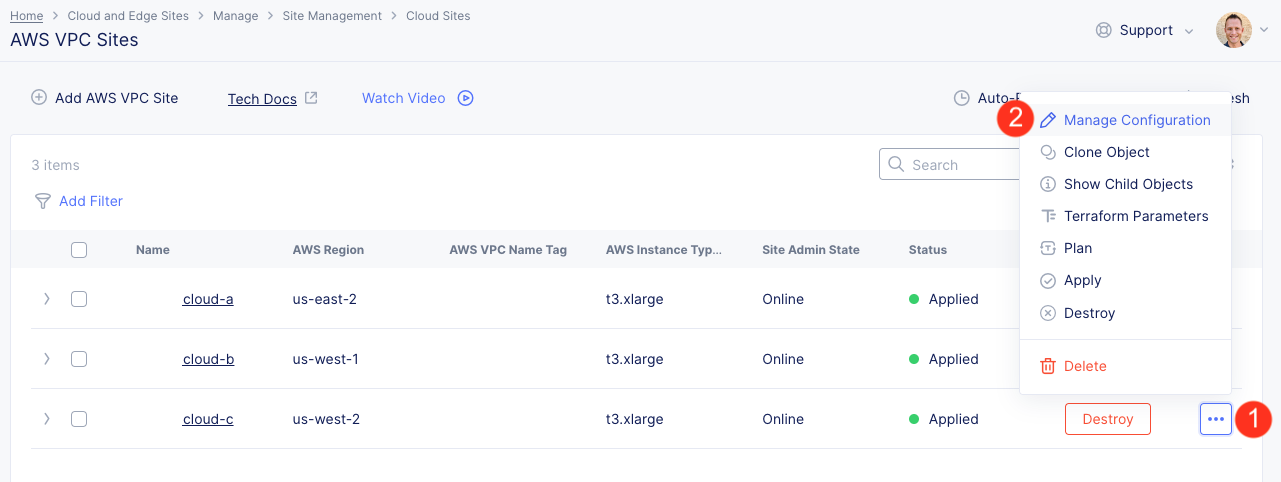 Home > Cloud and Edge Sites > Manage > Site Management > Cloud Sites
AWS VPC Sites
Support
Add AWS VPC Site
Tech Docs
Watch Video
2
Manage Configuration
Clone Object
Show Child Objects
Terraform Parameters
Plan
Apply
Destroy
Delete
3 items
Search
Add Filter
Name AWS Region AWS VPC Name Tag AWS Instance Typ... Site Admin State Status
cloud-a us-east-2 t3.xlarge Online Applied
cloud-b us-west-1 t3.xlarge Online Applied
cloud-c us-west-2 t3.xlarge Online Applied Destroy ... 1